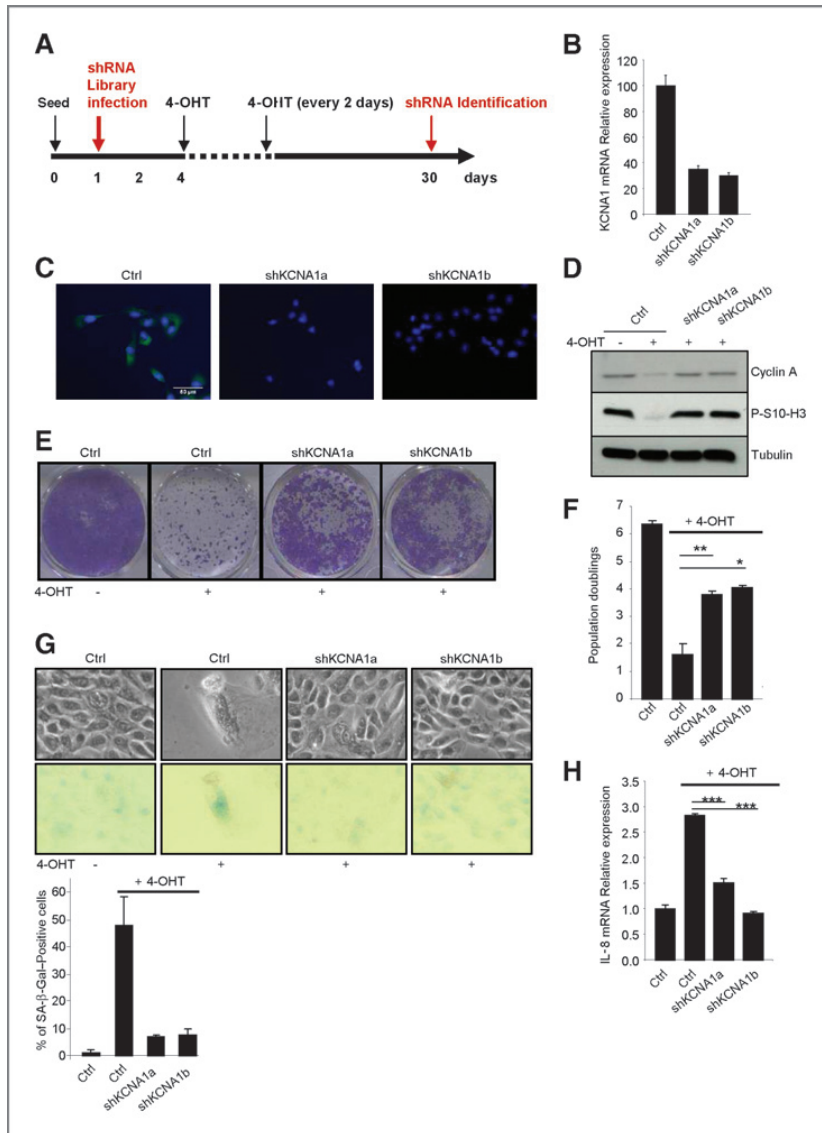 A
shRNA
Library
infection
Seed
4-OHT
4-OHT (every 2 days)
shRNA Identification
0 1 2 4 30 days
B
KCNA1 mRNA Relative expression
120
100
80
60
40
20
0
Ctrl
shKCNA1a
shKCNA1b
C
Ctrl shKCNA1a shKCNA1b
D
Ctrl
shKCNA1a
shKCNA1b
4-OHT - + + +
Cyclin A
P-S10-H3
Tubulin
E
Ctrl Ctrl shKCNA1a shKCNA1b
4-OHT - + + +
F
+ 4-OHT
** *
Population doublings
7
6
5
4
3
2
1
0
Ctrl
Ctrl
shKCNA1a
shKCNA1b
G
Ctrl Ctrl shKCNA1a shKCNA1b
4-OHT - + + +
+ 4-OHT
% of SA-β-Gal–Positive cells
60
50
40
30
20
10
0
Ctrl
Ctrl
shKCNA1a
shKCNA1b
H
+ 4-OHT
*** ***
IL-8 mRNA Relative expression
3.5
3.0
2.5
2.0
1.5
1.0
0.5
0.0
Ctrl
Ctrl
shKCNA1a
shKCNA1b